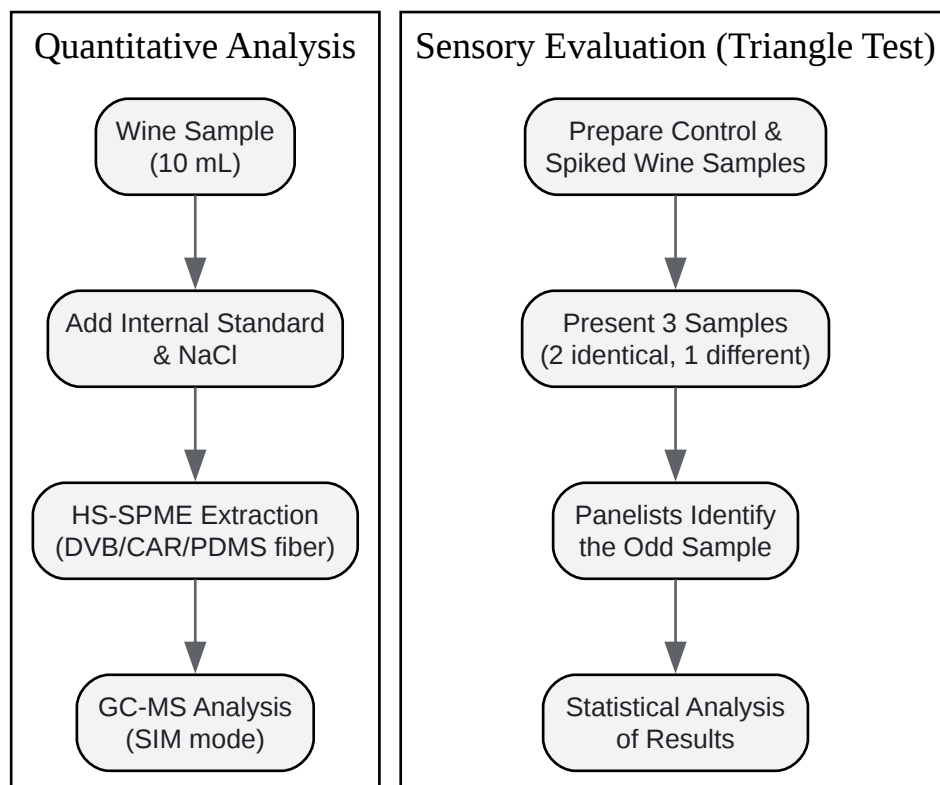 Quantitative Analysis
Wine Sample
(10 mL)
Add Internal Standard
& NaCl
HS-SPME Extraction
(DVB/CAR/PDMS fiber)
GC-MS Analysis
(SIM mode)
Sensory Evaluation (Triangle Test)
Prepare Control &
Spiked Wine Samples
Present 3 Samples
(2 identical, 1 different)
Panelists Identify
the Odd Sample
Statistical Analysis
of Results